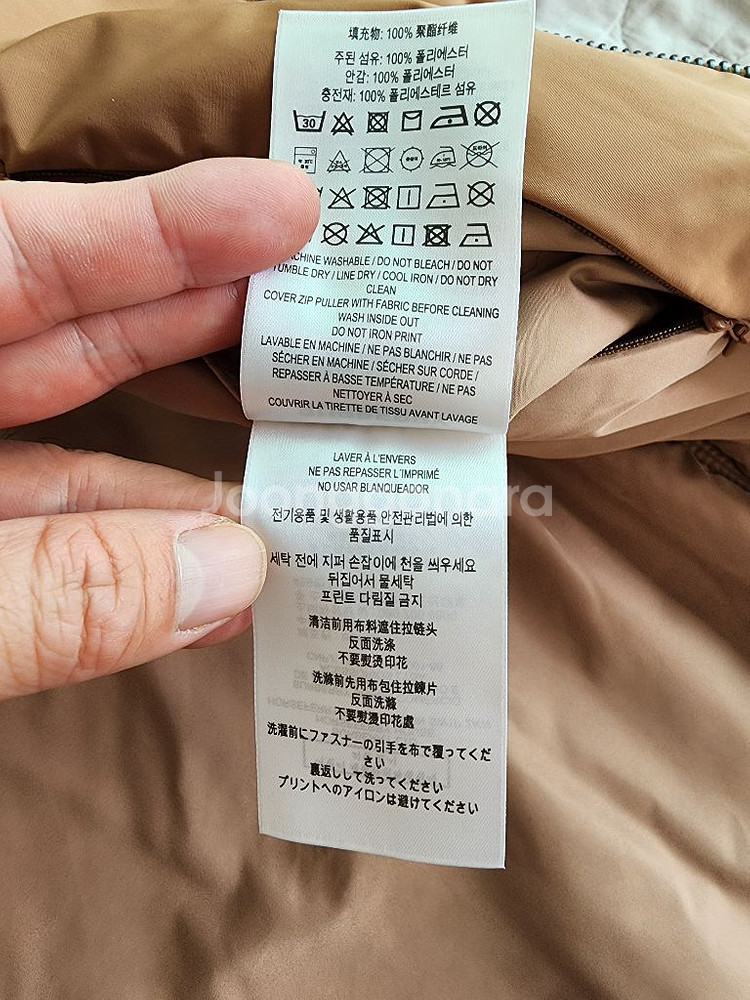 填充物: 100% 聚酯纤维
주된 섬유: 100% 폴리에스터
안감: 100% 폴리에스터
충전재: 100% 폴리에스테르 섬유
30
WASHABLE / DO NOT BLEACH / DO NOT
TUMBLE DRY / LINE DRY / COOL IRON / DO NOT DRY
CLEAN
COVER ZIP PULLER WITH FABRIC BEFORE CLEANING
WASH INSIDE OUT
DO NOT IRON PRINT
LAVABLE EN MACHINE / NE PAS BLANCHIR / NE PAS
SÉCHER EN MACHINE / SÉCHER SUR CORDE /
REPASSER À BASSE TEMPÉRATURE / NE PAS
NETTOYER À SEC
COUVRIR LA TIRETTE DE TISSU AVANT LAVAGE
LAVER À L'ENVERS
NE PAS REPASSER L'IMPRIMÉ
NO USAR BLANQUEADOR
전기용품 및 생활용품 안전관리법에 의한
품질표시
세탁 전에 지퍼 손잡이에 천을 씌우세요
뒤집어서 물세탁
프린트 다림질 금지
清洁前用布料遮住拉链头
反面洗涤
不要熨烫印花
洗滌前先用布包住拉鍊片
反面洗滌
不要熨燙印花處
洗濯前にファスナーの引手を布で覆ってくだ
さい
裏返しして洗ってください
プリントへのアイロンは避けてください